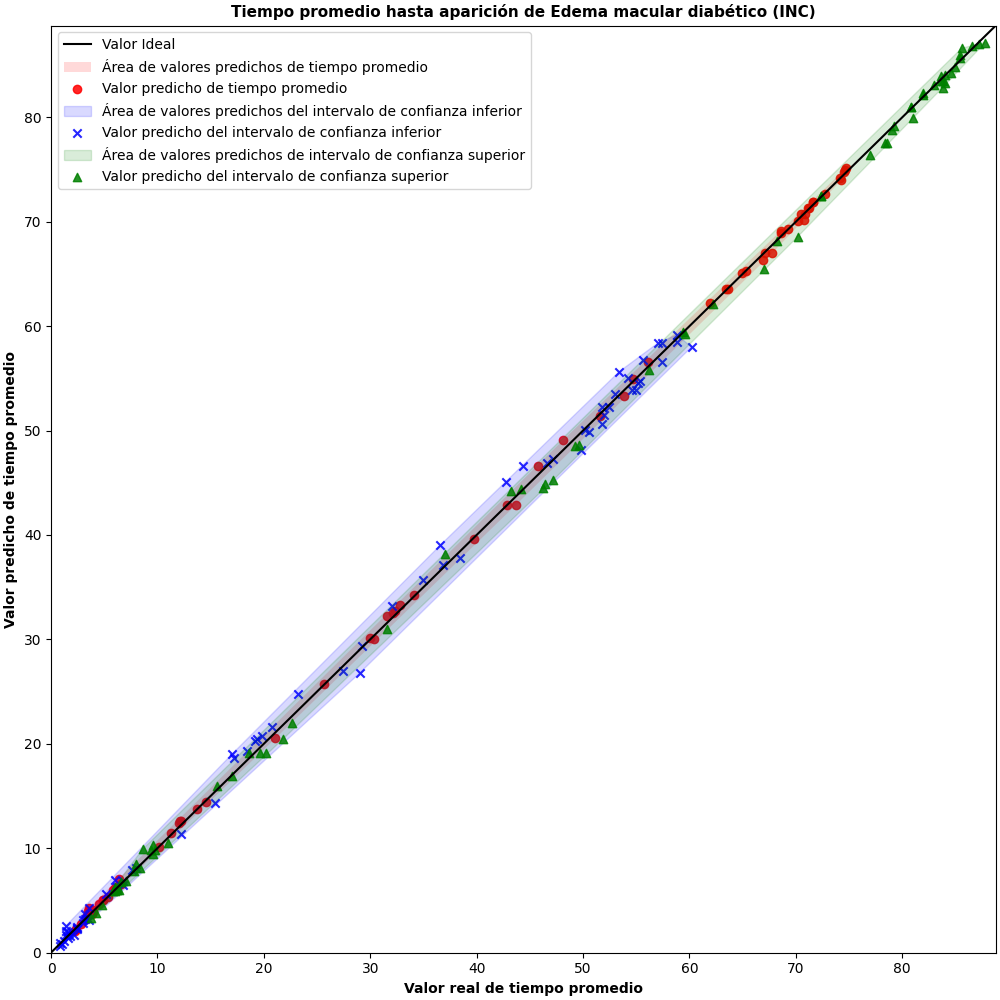 Tiempo promedio hasta aparición de Edema macular diabético (INC)
Valor Ideal
Área de valores predichos de tiempo promedio
Valor predicho de tiempo promedio
Área de valores predichos del intervalo de confianza inferior
Valor predicho del intervalo de confianza inferior
Área de valores predichos de intervalo de confianza superior
Valor predicho del intervalo de confianza superior
Valor predicho de tiempo promedio
80
70
60
50
40
30
20
10
0
0 10 20 30 40 50 60 70 80
Valor real de tiempo promedio